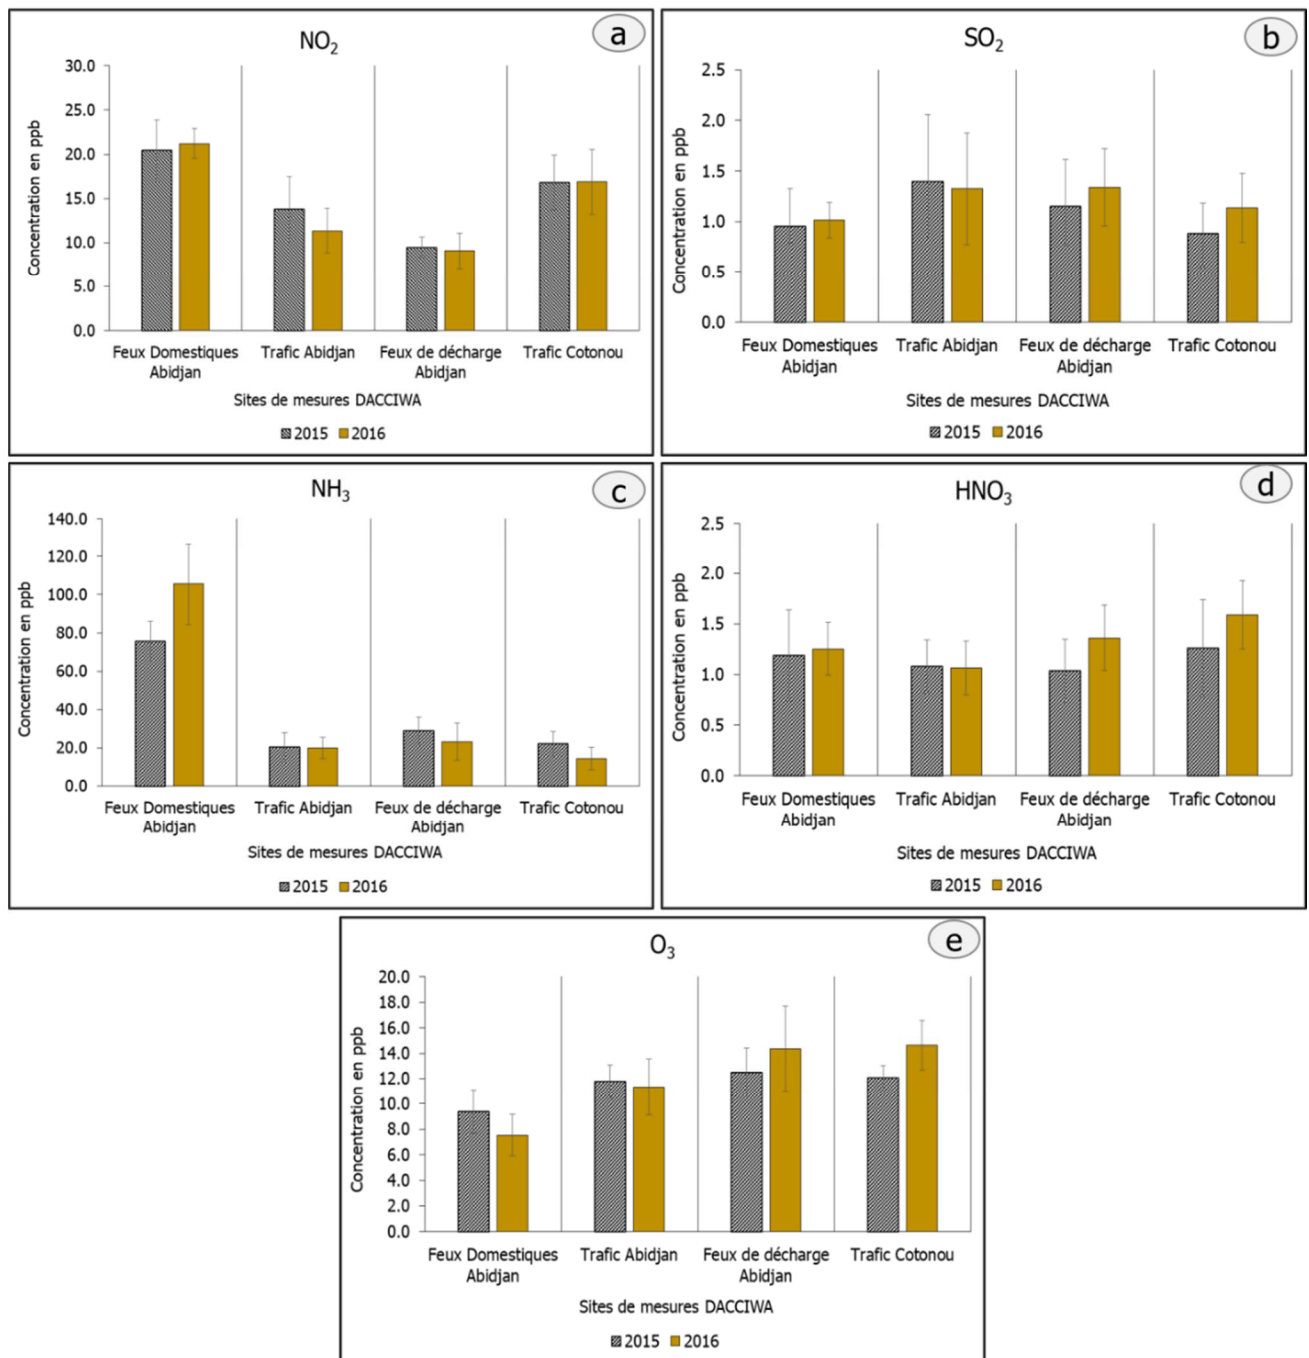 NO₂
a
Concentration en ppb
30.0
25.0
20.0
15.0
10.0
5.0
0.0
Feux Domestiques
Abidjan
Trafic Abidjan
Feux de décharge
Abidjan
Trafic Cotonou
Sites de mesures DACCIWA
2015 2016
SO₂
b
Concentration en ppb
2.5
2.0
1.5
1.0
0.5
0.0
Feux Domestiques
Abidjan
Trafic Abidjan
Feux de décharge
Abidjan
Trafic Cotonou
Sites de mesures DACCIWA
2015 2016
NH₃
c
Concentration en ppb
140.0
120.0
100.0
80.0
60.0
40.0
20.0
0.0
Feux Domestiques
Abidjan
Trafic Abidjan
Feux de décharge
Abidjan
Trafic Cotonou
Sites de mesures DACCIWA
2015 2016
HNO₃
d
Concentration en ppb
2.5
2.0
1.5
1.0
0.5
0.0
Feux Domestiques
Abidjan
Trafic Abidjan
Feux de décharge
Abidjan
Trafic Cotonou
Sites de mesures DACCIWA
2015 2016
O₃
e
Concentration en ppb
20.0
18.0
16.0
14.0
12.0
10.0
8.0
6.0
4.0
2.0
0.0
Feux Domestiques
Abidjan
Trafic Abidjan
Feux de décharge
Abidjan
Trafic Cotonou
Sites de mesures DACCIWA
2015 2016